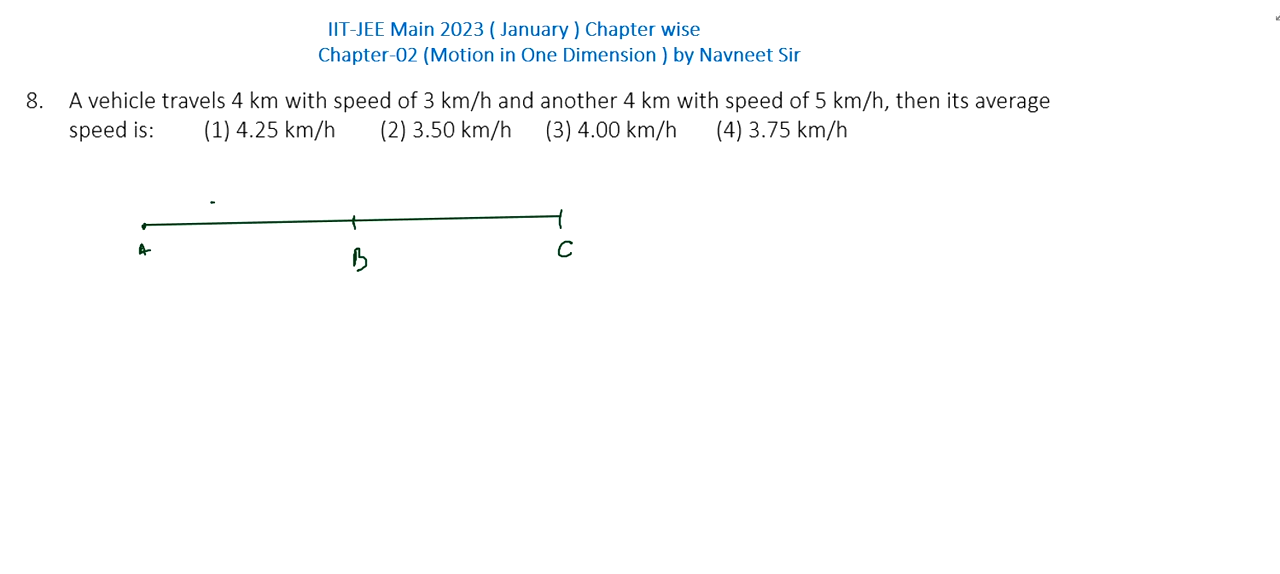 IIT-JEE Main 2023 ( January ) Chapter wise
Chapter-02 (Motion in One Dimension ) by Navneet Sir
8. A vehicle travels 4 km with speed of 3 km/h and another 4 km with speed of 5 km/h, then its average
speed is: (1) 4.25 km/h (2) 3.50 km/h (3) 4.00 km/h (4) 3.75 km/h
A B C